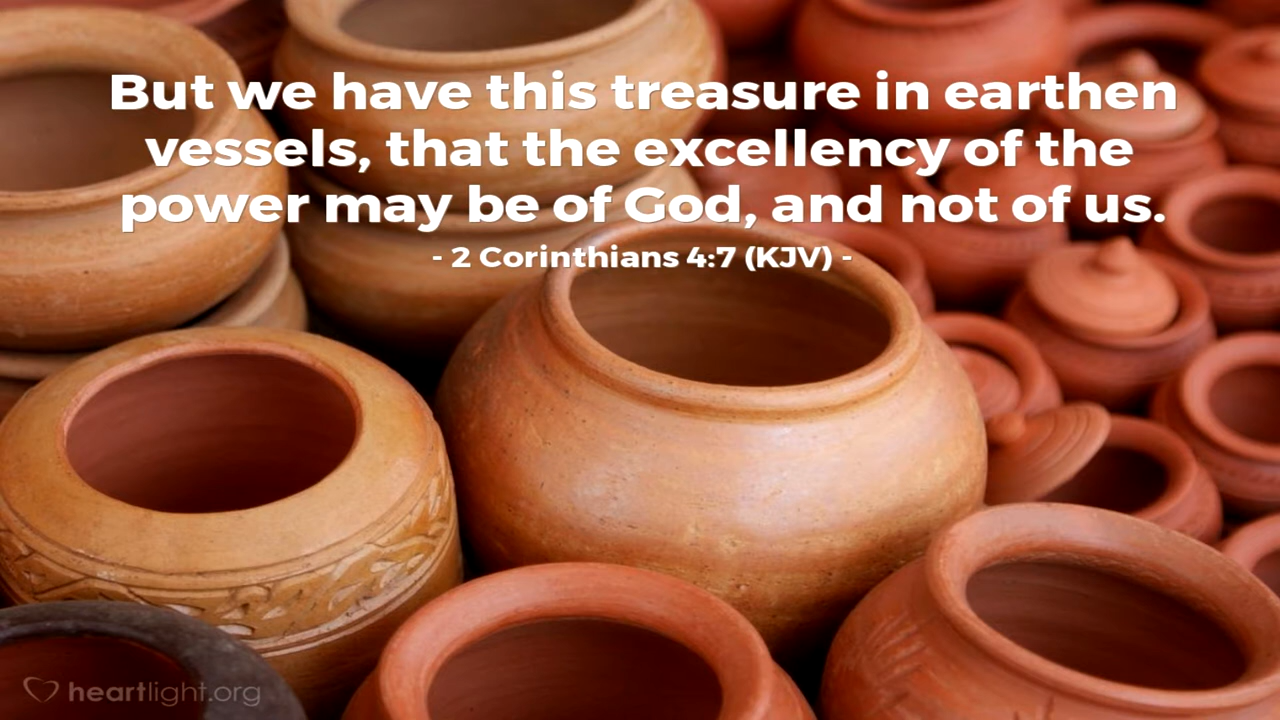 But we have this treasure in earthen
vessels, that the excellency of the
power may be of God, and not of us.
- 2 Corinthians 4:7 (KJV) -
heartlight.org